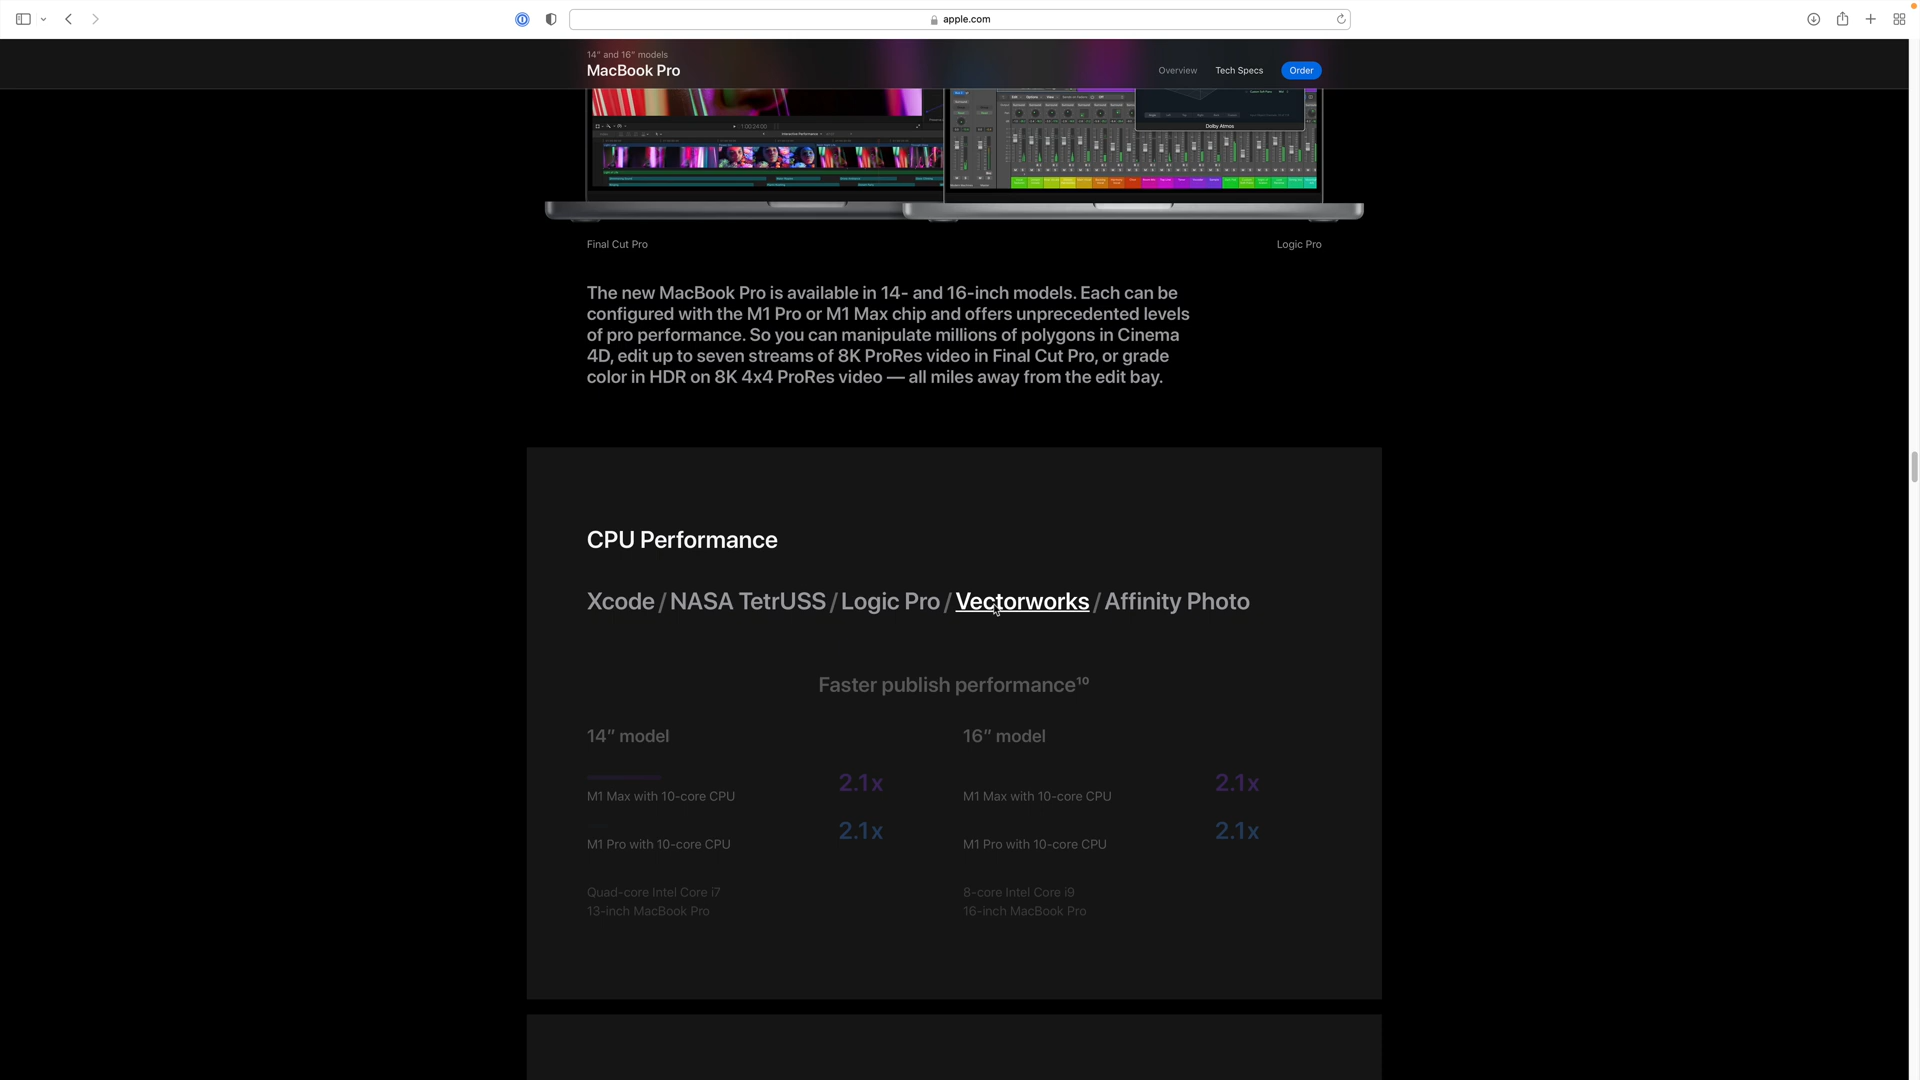 apple.com
14” and 16” models
MacBook Pro
Overview
Tech Specs
Order
Dolby Atmos
Final Cut Pro
Logic Pro
The new MacBook Pro is available in 14- and 16-inch models. Each can be
configured with the M1 Pro or M1 Max chip and offers unprecedented levels
of pro performance. So you can manipulate millions of polygons in Cinema
4D, edit up to seven streams of 8K ProRes video in Final Cut Pro, or grade
color in HDR on 8K 4x4 ProRes video — all miles away from the edit bay.
CPU Performance
Xcode / NASA TetrUSS / Logic Pro / Vectorworks / Affinity Photo
Faster publish performance¹⁰
14” model
16” model
2.1x
2.1x
M1 Max with 10-core CPU
M1 Max with 10-core CPU
2.1x
2.1x
M1 Pro with 10-core CPU
M1 Pro with 10-core CPU
Quad-core Intel Core i7
13-inch MacBook Pro
8-core Intel Core i9
16-inch MacBook Pro